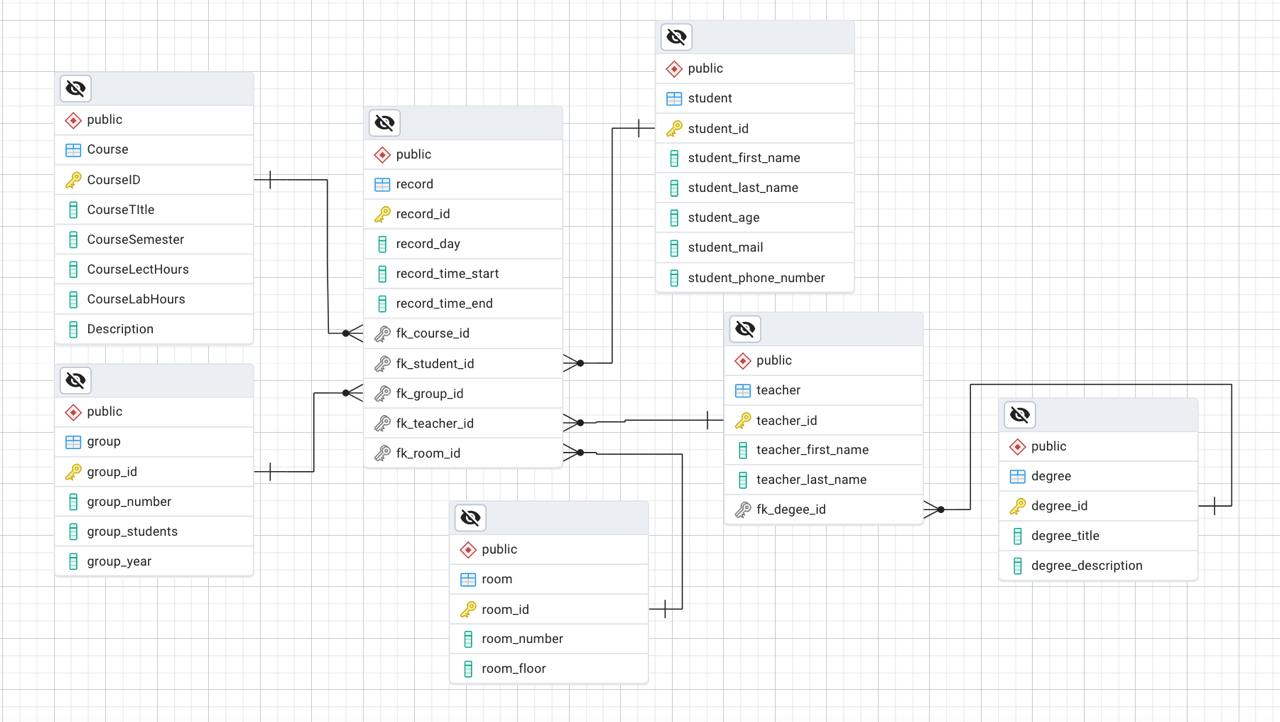 public
Course
CourseID
CourseTItle
CourseSemester
CourseLectHours
CourseLabHours
Description
public
group
group_id
group_number
group_students
group_year
public
record
record_id
record_day
record_time_start
record_time_end
fk_course_id
fk_student_id
fk_group_id
fk_teacher_id
fk_room_id
public
room
room_id
room_number
room_floor
public
student
student_id
student_first_name
student_last_name
student_age
student_mail
student_phone_number
public
teacher
teacher_id
teacher_first_name
teacher_last_name
fk_degee_id
public
degree
degree_id
degree_title
degree_description